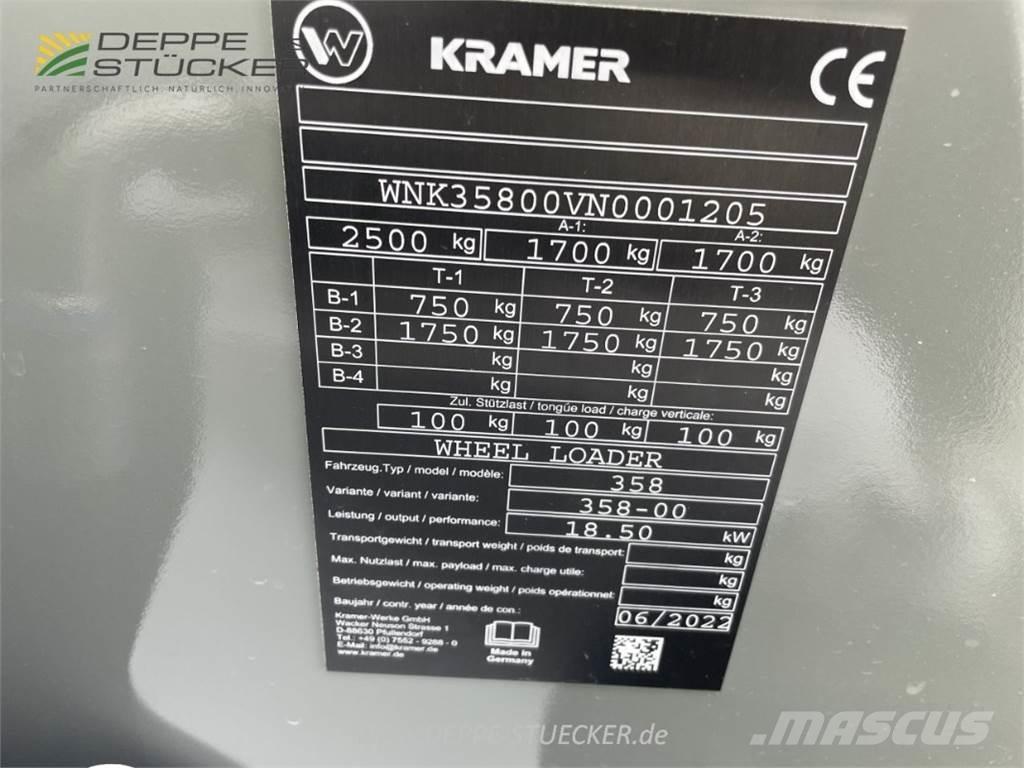 DEPPE
STÜCKER
PARTNERSCHAFTLICH. NATÜRLICH.
KRAMER
CE
WNK35800VN0001205
A-1: A-2:
2500 kg 1700 kg 1700 kg
T-1 T-2 T-3
B-1 750 kg 750 kg 750 kg
B-2 1750 kg 1750 kg 1750 kg
B-3 kg kg kg
B-4 kg kg kg
Zul. Stützlast / tongue load / charge verticale:
100 kg 100 kg 100 kg
WHEEL LOADER
Fahrzeug.Typ / model / modèle: 358
Variante / variant / variante: 358-00
Leistung / output / performance: 18.50 kW
Transportgewicht / transport weight / poids de transport: kg
Max. Nutzlast / max. payload / max. charge utile: kg
Betriebsgewicht / operating weight / poids opérationnel: kg
Baujahr / contr. year / année de con.: 06/2022
Kramer-Werke GmbH
Wacker Neuson Strasse 1
D-88630 Pfullendorf
Tel.: +49 (0) 7552 - 9288 - 0
E-Mail: info@kramer.de
www.kramer.de
Made in
Germany
DEPPE-STUECKER.de
MASCUS